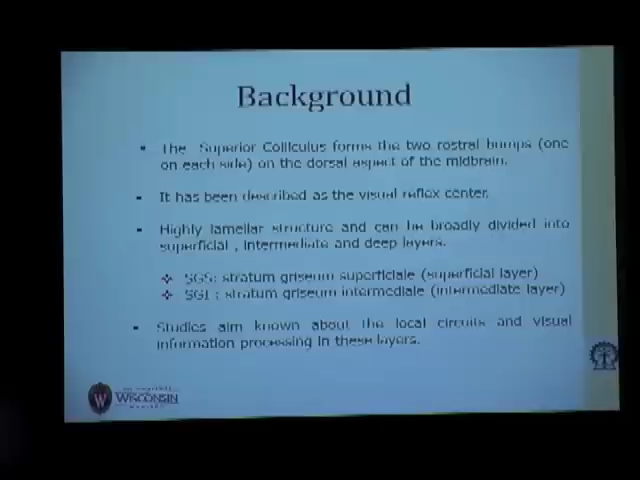 Background
The Superior Colliculus forms the two rostral bumps (one
on each side) on the dorsal aspect of the midbrain.
It has been described as the visual reflex center.
Highly lamellar structure and can be broadly divided into
superficial , intermediate and deep layers.
SGS: stratum griseum superficiale (superficial layer)
SGI : stratum griseum intermediale (intermediate layer)
Studies aim known about the local circuits and visual
information processing in these layers.
W
WISCONSIN